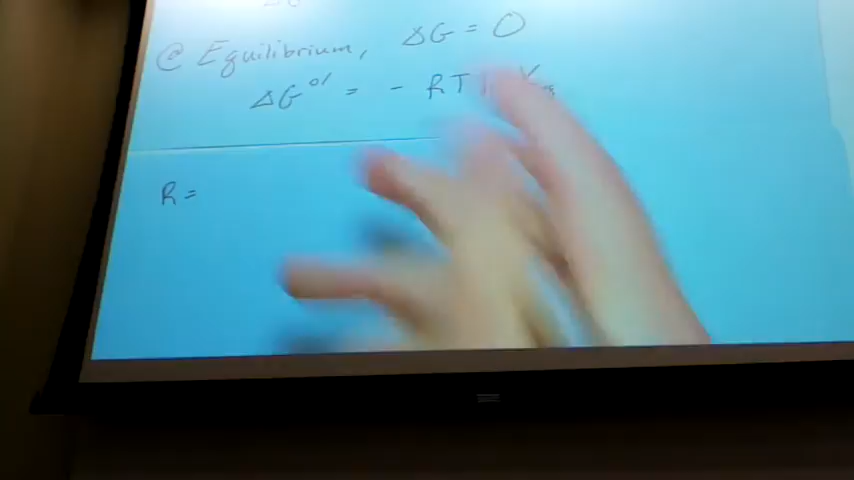 @ Equilibrium, ΔG = 0
ΔG°' = - RT
R =